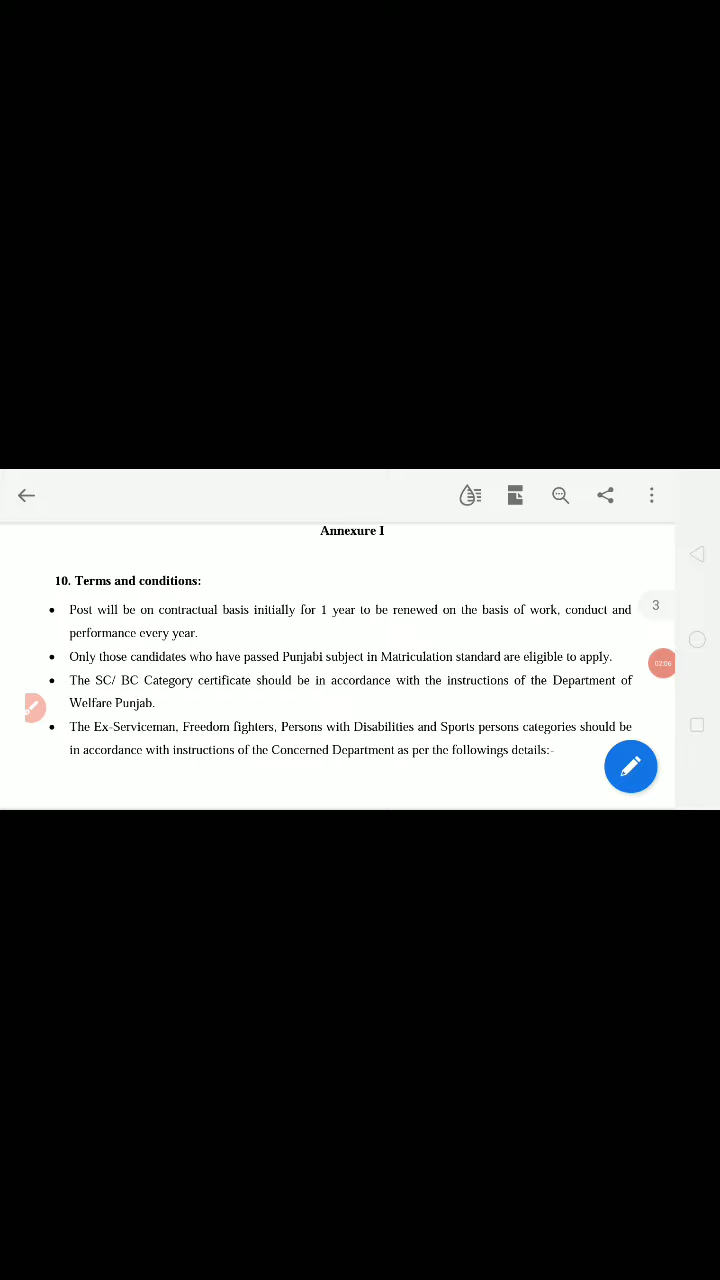 Annexure I
10. Terms and conditions:
• Post will be on contractual basis initially for 1 year to be renewed on the basis of work, conduct and
3
performance every year.
• Only those candidates who have passed Punjabi subject in Matriculation standard are eligible to apply.
02:06
• The SC/ BC Category certificate should be in accordance with the instructions of the Department of
Welfare Punjab.
• The Ex-Serviceman, Freedom fighters, Persons with Disabilities and Sports persons categories should be
in accordance with instructions of the Concerned Department as per the followings details:-